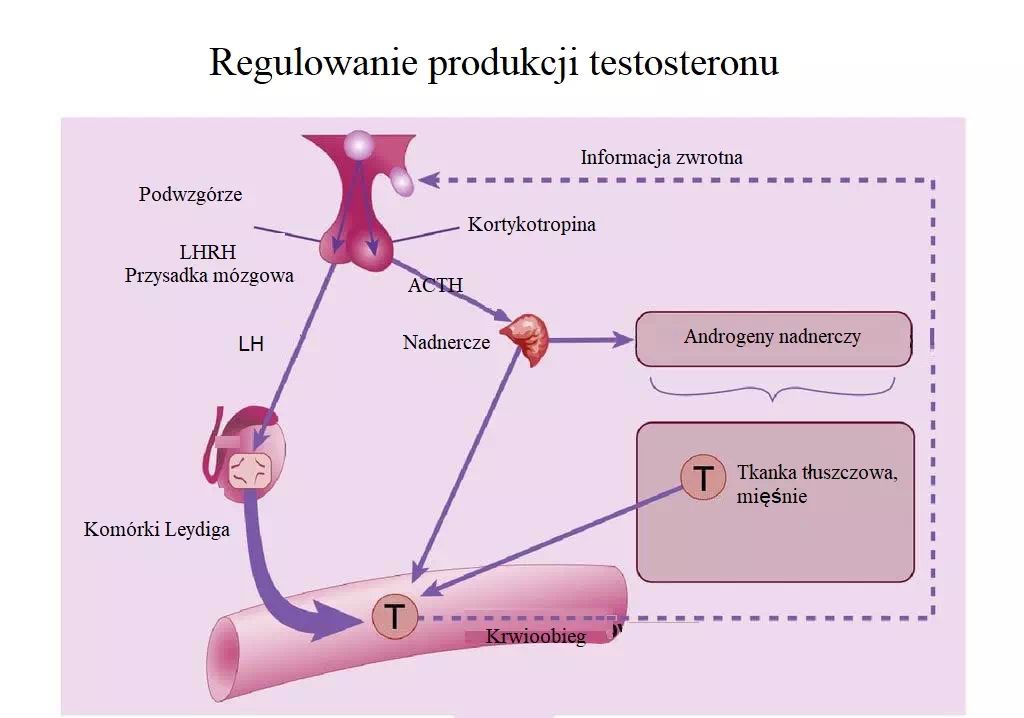 Regulowanie produkcji testosteronu
Informacja zwrotna
Podwzgórze
Kortykotropina
LHRH
Przysadka mózgowa
ACTH
LH
Nadnercze
Androgeny nadnerczy
T
Tkanka tłuszczowa,
mięśnie
Komórki Leydiga
T
Krwioobieg